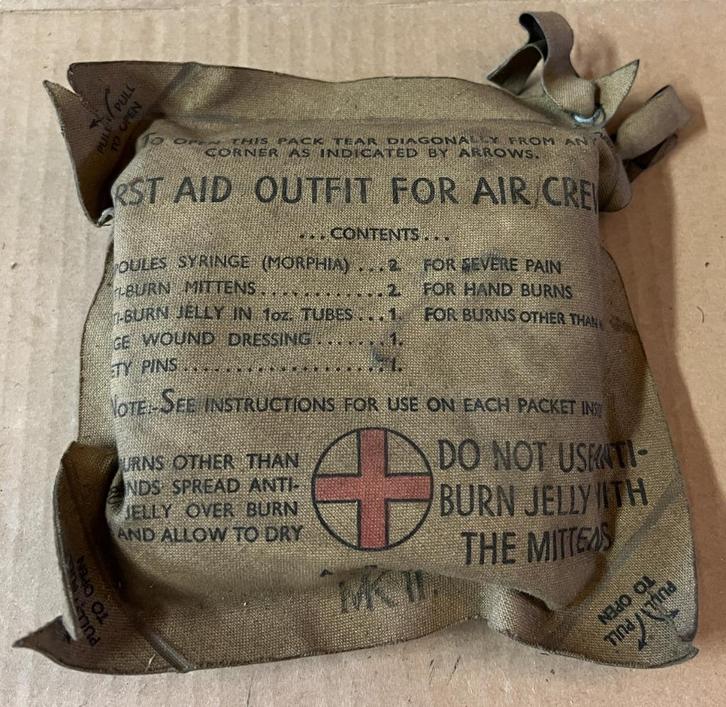 PULL PULL
TO OPEN
TO OPEN THIS PACK TEAR DIAGONALLY FROM ANY
CORNER AS INDICATED BY ARROWS.
RST AID OUTFIT FOR AIR CREW
...CONTENTS...
POULES SYRINGE (MORPHIA) ...2. FOR SEVERE PAIN
TI-BURN MITTENS............2. FOR HAND BURNS
TI-BURN JELLY IN 1oz. TUBES...1. FOR BURNS OTHER THAN
GE WOUND DRESSING.......1.
ETY PINS ....................1.
NOTE:-SEE INSTRUCTIONS FOR USE ON EACH PACKET INS
URNS OTHER THAN
NDS SPREAD ANTI-
JELLY OVER BURN
AND ALLOW TO DRY
DO NOT USE ANTI-
BURN JELLY WITH
THE MITTENS
MK II.
PULL PULL
TO OPEN
PULL PULL
TO OPEN